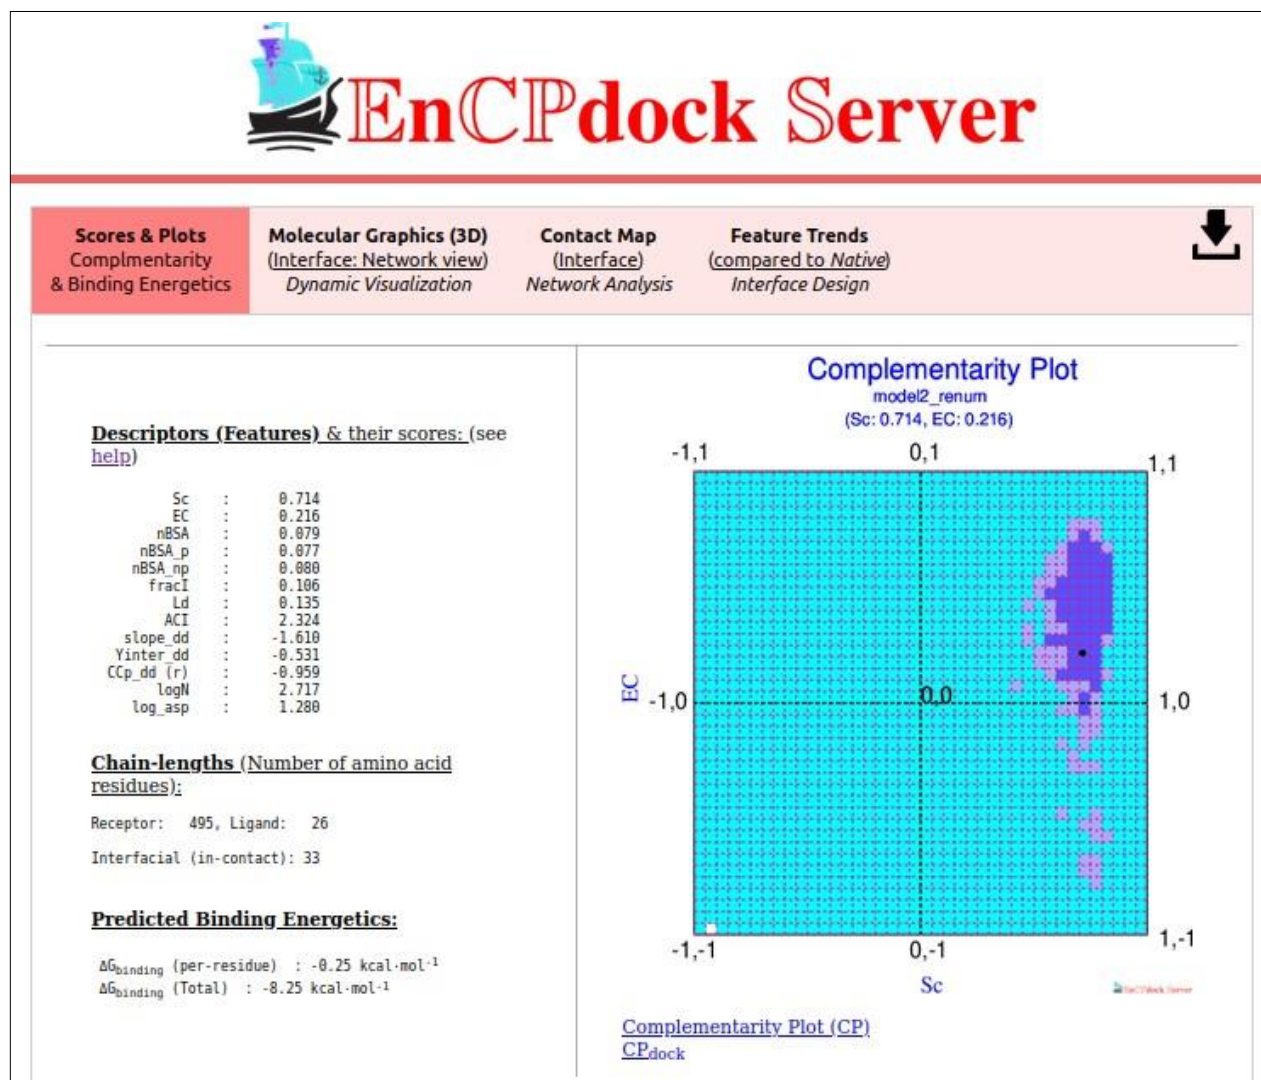 EnCPdock Server
Scores & Plots
Complmentarity
& Binding Energetics
Molecular Graphics (3D)
(Interface: Network view)
Dynamic Visualization
Contact Map
(Interface)
Network Analysis
Feature Trends
(compared to Native)
Interface Design
Descriptors (Features) & their scores: (see
help)
Sc : 0.714
EC : 0.216
nBSA : 0.079
nBSA_p : 0.077
nBSA_np : 0.080
fracI : 0.106
Ld : 0.135
ACI : 2.324
slope_dd : -1.610
Yinter_dd : -0.531
CCp_dd (r) : -0.959
logN : 2.717
log_asp : 1.280
Chain-lengths (Number of amino acid
residues):
Receptor: 495, Ligand: 26
Interfacial (in-contact): 33
Predicted Binding Energetics:
ΔGbinding (per-residue) : -0.25 kcal·mol-1
ΔGbinding (Total) : -8.25 kcal·mol-1
Complementarity Plot
model2_renum
(Sc: 0.714, EC: 0.216)
-1,1
0,1
1,1
EC
-1,0
0,0
1,0
-1,-1
0,-1
1,-1
Sc
EnCPdock Server
Complementarity Plot (CP)
CPdock